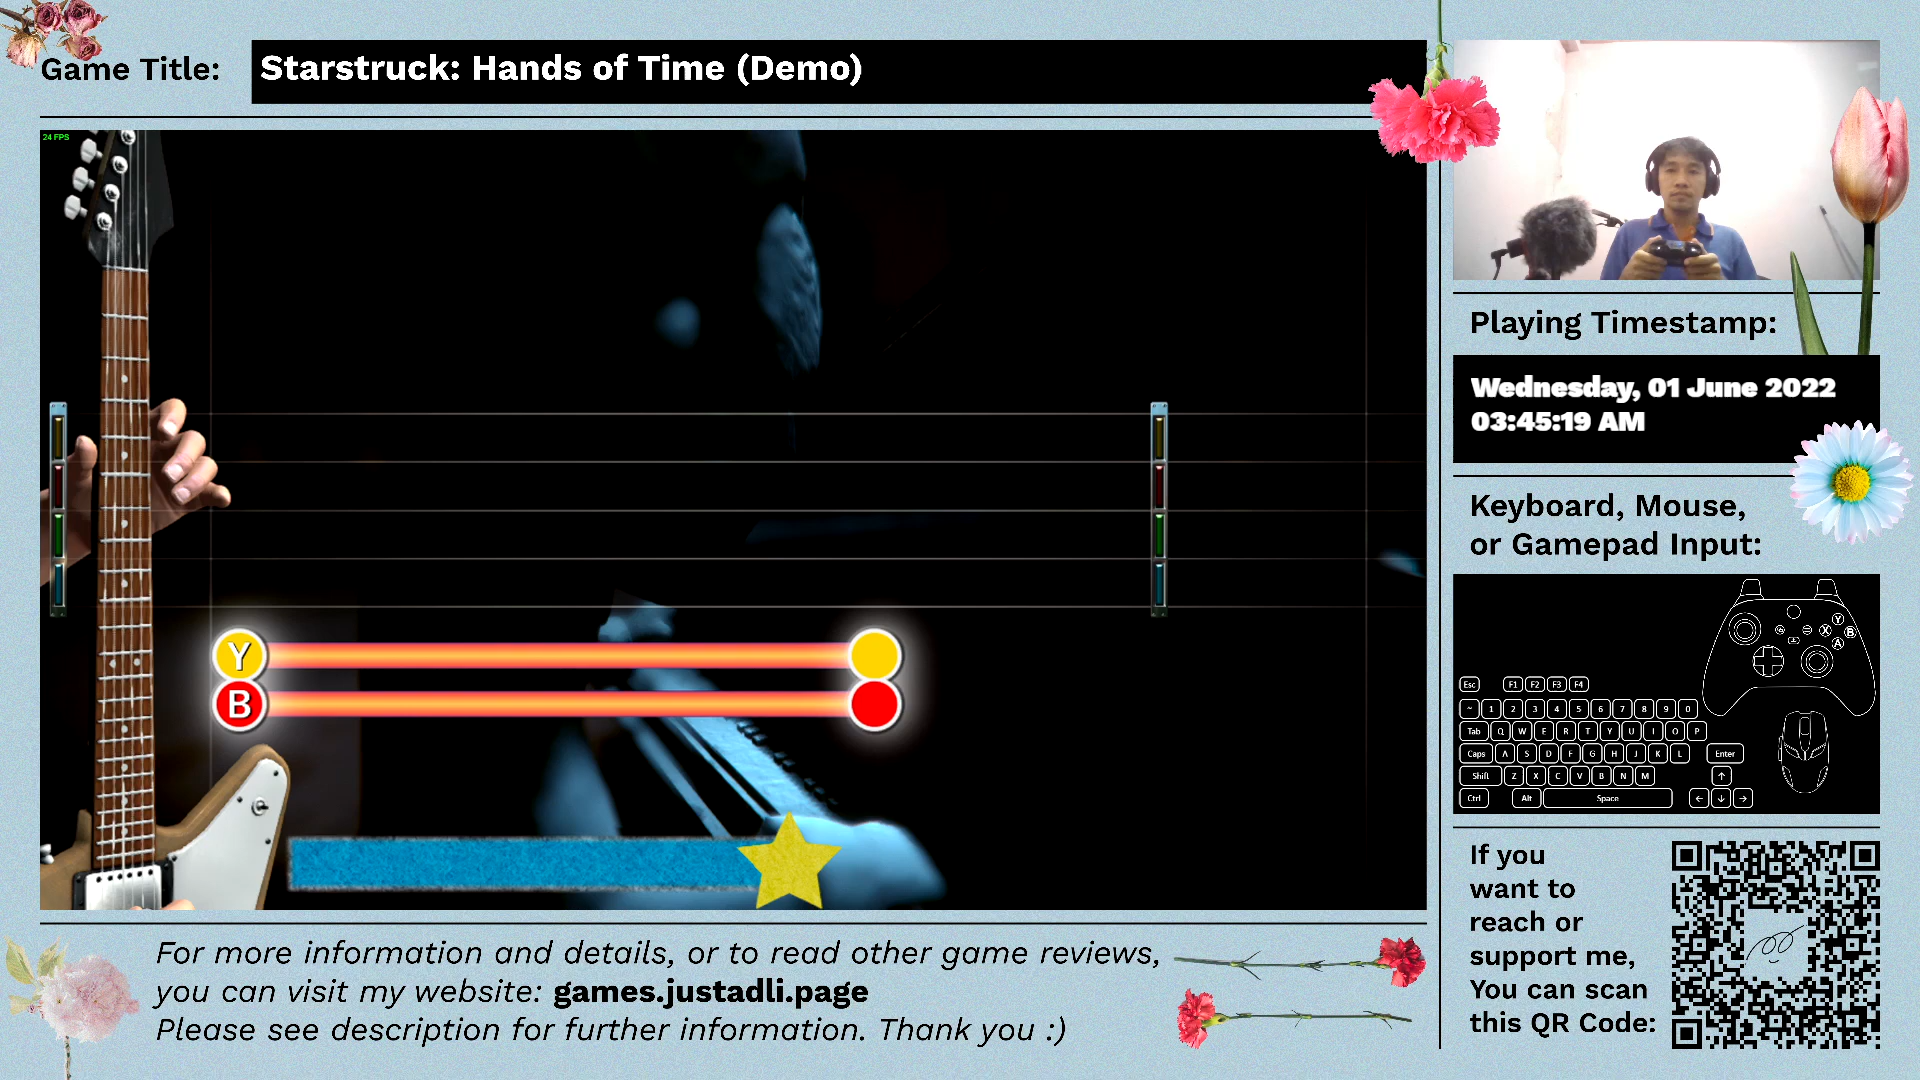 Game Title:
Starstruck: Hands of Time (Demo)
24 FPS
Y
B
Playing Timestamp:
Wednesday, 01 June 2022
03:45:19 AM
Keyboard, Mouse,
or Gamepad Input:
Y
X B
A
Esc F1 F2 F3 F4
~ 1 2 3 4 5 6 7 8 9 0
Tab Q W E R T Y U I O P
Caps A S D F G H J K L Enter
Shift Z X C V B N M ↑
Ctrl Alt Space ← ↓ →
If you
want to
reach or
support me,
You can scan
this QR Code:
For more information and details, or to read other game reviews,
you can visit my website: games.justadli.page
Please see description for further information. Thank you :)